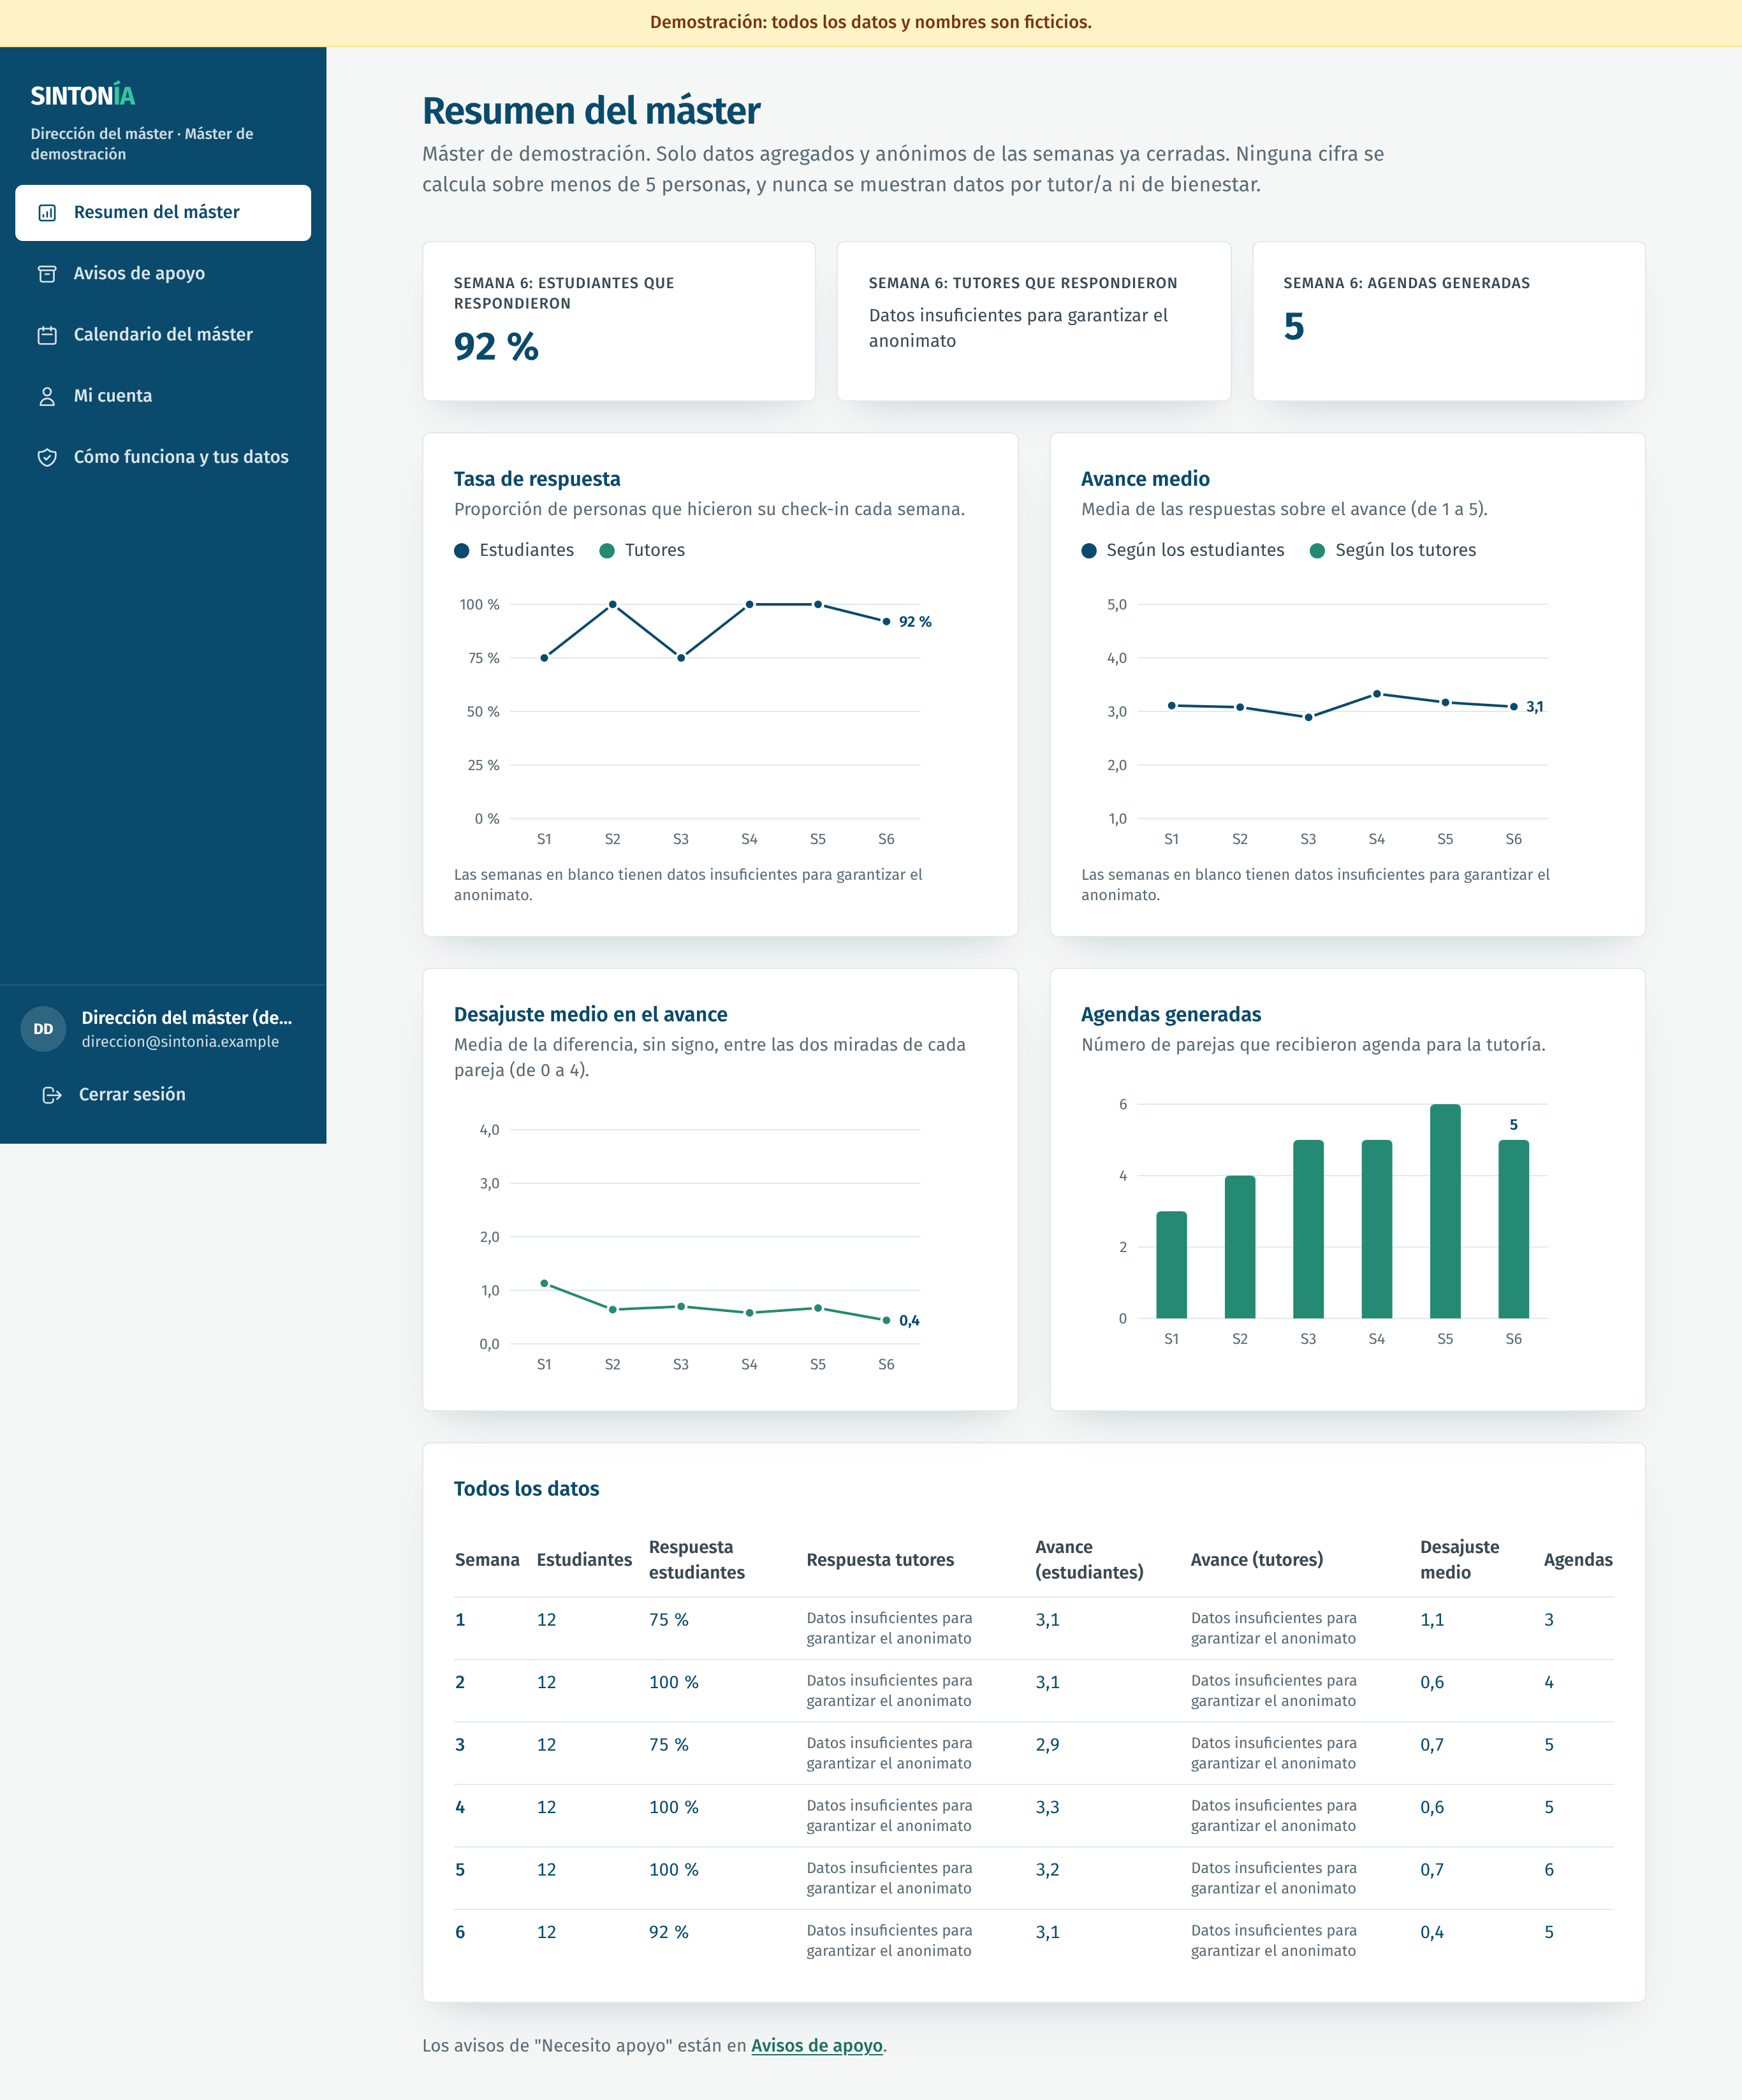 Demostración: todos los datos y nombres son ficticios.
SINTONÍA
Dirección del máster · Máster de
demostración
Resumen del máster
Avisos de apoyo
Calendario del máster
Mi cuenta
Cómo funciona y tus datos
DD
Dirección del máster (de...
direccion@sintonia.example
Cerrar sesión
Resumen del máster
Máster de demostración. Solo datos agregados y anónimos de las semanas ya cerradas. Ninguna cifra se
calcula sobre menos de 5 personas, y nunca se muestran datos por tutor/a ni de bienestar.
SEMANA 6: ESTUDIANTES QUE
RESPONDIERON
92 %
SEMANA 6: TUTORES QUE RESPONDIERON
Datos insuficientes para garantizar el
anonimato
SEMANA 6: AGENDAS GENERADAS
5
Tasa de respuesta
Proporción de personas que hicieron su check-in cada semana.
Estudiantes Tutores
100 %
92 %
75 %
50 %
25 %
0 %
S1 S2 S3 S4 S5 S6
Las semanas en blanco tienen datos insuficientes para garantizar el
anonimato.
Avance medio
Media de las respuestas sobre el avance (de 1 a 5).
Según los estudiantes Según los tutores
5,0
4,0
3,0
3,1
2,0
1,0
S1 S2 S3 S4 S5 S6
Las semanas en blanco tienen datos insuficientes para garantizar el
anonimato.
Desajuste medio en el avance
Media de la diferencia, sin signo, entre las dos miradas de cada
pareja (de 0 a 4).
4,0
3,0
2,0
1,0
0,4
0,0
S1 S2 S3 S4 S5 S6
Agendas generadas
Número de parejas que recibieron agenda para la tutoría.
6
5
4
2
0
S1 S2 S3 S4 S5 S6
Todos los datos
Semana Estudiantes Respuesta estudiantes Respuesta tutores Avance (estudiantes) Avance (tutores) Desajuste medio Agendas
1 12 75 % Datos insuficientes para garantizar el anonimato 3,1 Datos insuficientes para garantizar el anonimato 1,1 3
2 12 100 % Datos insuficientes para garantizar el anonimato 3,1 Datos insuficientes para garantizar el anonimato 0,6 4
3 12 75 % Datos insuficientes para garantizar el anonimato 2,9 Datos insuficientes para garantizar el anonimato 0,7 5
4 12 100 % Datos insuficientes para garantizar el anonimato 3,3 Datos insuficientes para garantizar el anonimato 0,6 5
5 12 100 % Datos insuficientes para garantizar el anonimato 3,2 Datos insuficientes para garantizar el anonimato 0,7 6
6 12 92 % Datos insuficientes para garantizar el anonimato 3,1 Datos insuficientes para garantizar el anonimato 0,4 5
Los avisos de "Necesito apoyo" están en Avisos de apoyo.